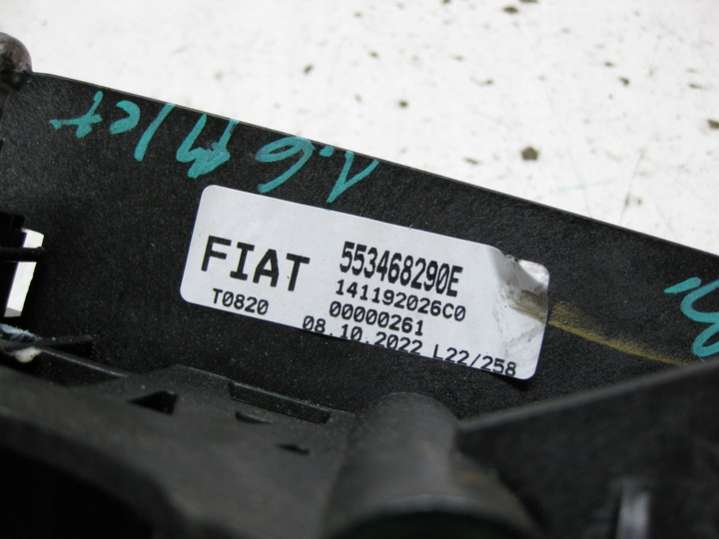 1.6 MJet
FIAT 553468290E
141192026C0
T0820 00000261
08.10.2022 L22/258